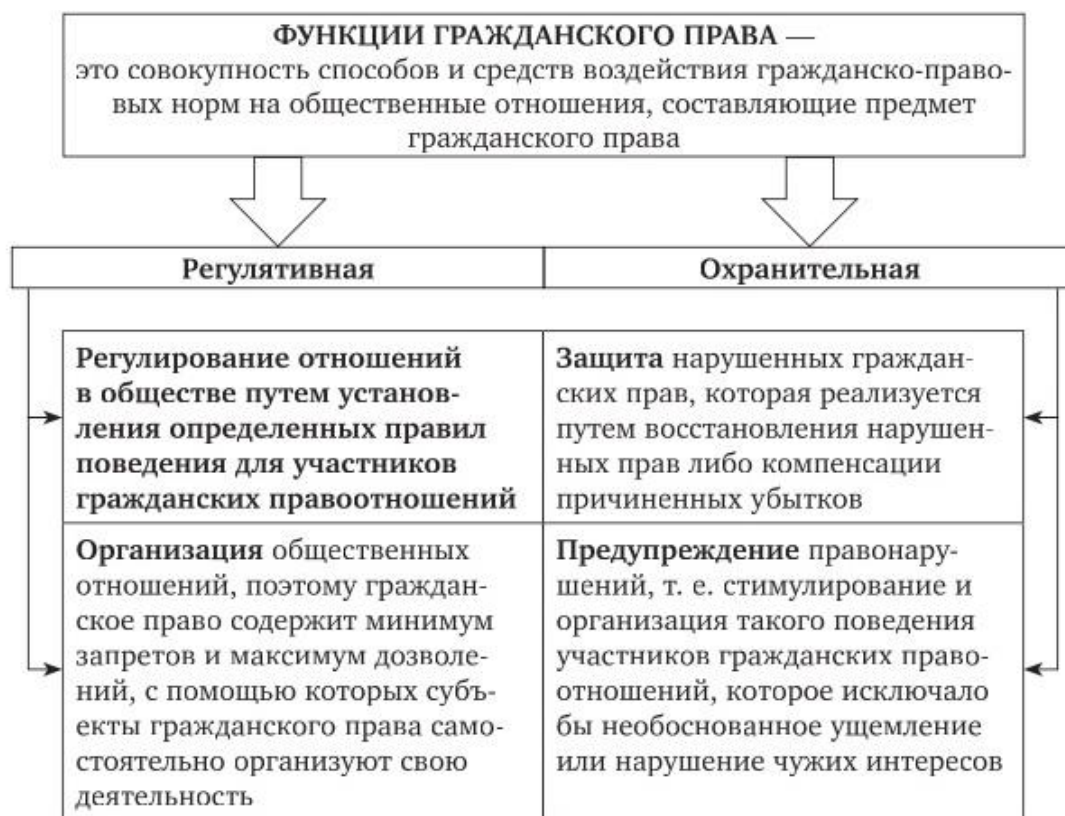 ФУНКЦИИ ГРАЖДАНСКОГО ПРАВА —
это совокупность способов и средств воздействия гражданско-право-
вых норм на общественные отношения, составляющие предмет
гражданского права
Регулятивная
Охранительная
Регулирование отношений
в обществе путем установ-
ления определенных правил
поведения для участников
гражданских правоотношений
Защита нарушенных граждан-
ских прав, которая реализуется
путем восстановления нарушен-
ных прав либо компенсации
причиненных убытков
Организация общественных
отношений, поэтому граждан-
ское право содержит минимум
запретов и максимум дозволе-
ний, с помощью которых субъ-
екты гражданского права само-
стоятельно организуют свою
деятельность
Предупреждение правонару-
шений, т. е. стимулирование и
организация такого поведения
участников гражданских право-
отношений, которое исключало
бы необоснованное ущемление
или нарушение чужих интересов